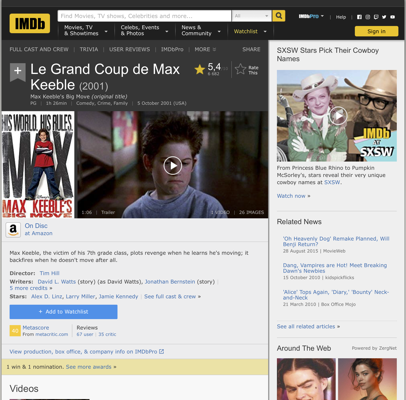 IMDb
Find Movies, TV shows, Celebrities and more...
All
Movies, TV & Showtimes
Celebs, Events & Photos
News & Community
Watchlist
IMDbPro
Help
Sign in
FULL CAST AND CREW | TRIVIA | USER REVIEWS | IMDbPro | MORE
SHARE
Le Grand Coup de Max Keeble (2001)
Max Keeble's Big Move (original title)
PG | 1h 26min | Comedy, Crime, Family | 5 October 2001 (USA)
5,4
Rate This
HIS WORLD. HIS RULES.
MAX
MAX KEEBLE'S BIG MOVE
1:06 | Trailer
26 IMAGES
On Disc
at Amazon
Max Keeble, the victim of his 7th grade class, plots revenge when he learns he's moving; it
backfires when he doesn't move after all.
Director: Tim Hill
Writers: David L. Watts (story) (as David Watts), Jonathan Bernstein (story) |
5 more credits »
Stars: Alex D. Linz, Larry Miller, Jamie Kennedy | See full cast & crew »
+ Add to Watchlist
Metascore
From metacritic.com
Reviews
67 user | 35 critic
View production, box office, & company info on IMDbPro
1 win & 1 nomination. See more awards »
Videos
SXSW Stars Pick Their Cowboy
Names
IMDb
AT
SXSW
From Princess Blue Rhino to Pumpkin
McSorley's, stars reveal their very unique
cowboy names at SXSW.
Watch now »
Related News
'Oh Heavenly Dog' Remake Planned, Will
Benji Return?
28 August 2015 | MovieWeb
Dang, Vampires are Hot! Meet Breaking
Dawn's Newbies
15 October 2010 | kidspickflicks
'Alice' Tops Again, 'Diary,' 'Bounty' Neck-
and-Neck
21 March 2010 | Box Office Mojo
See all related articles »
Around The Web
Powered by ZergNet